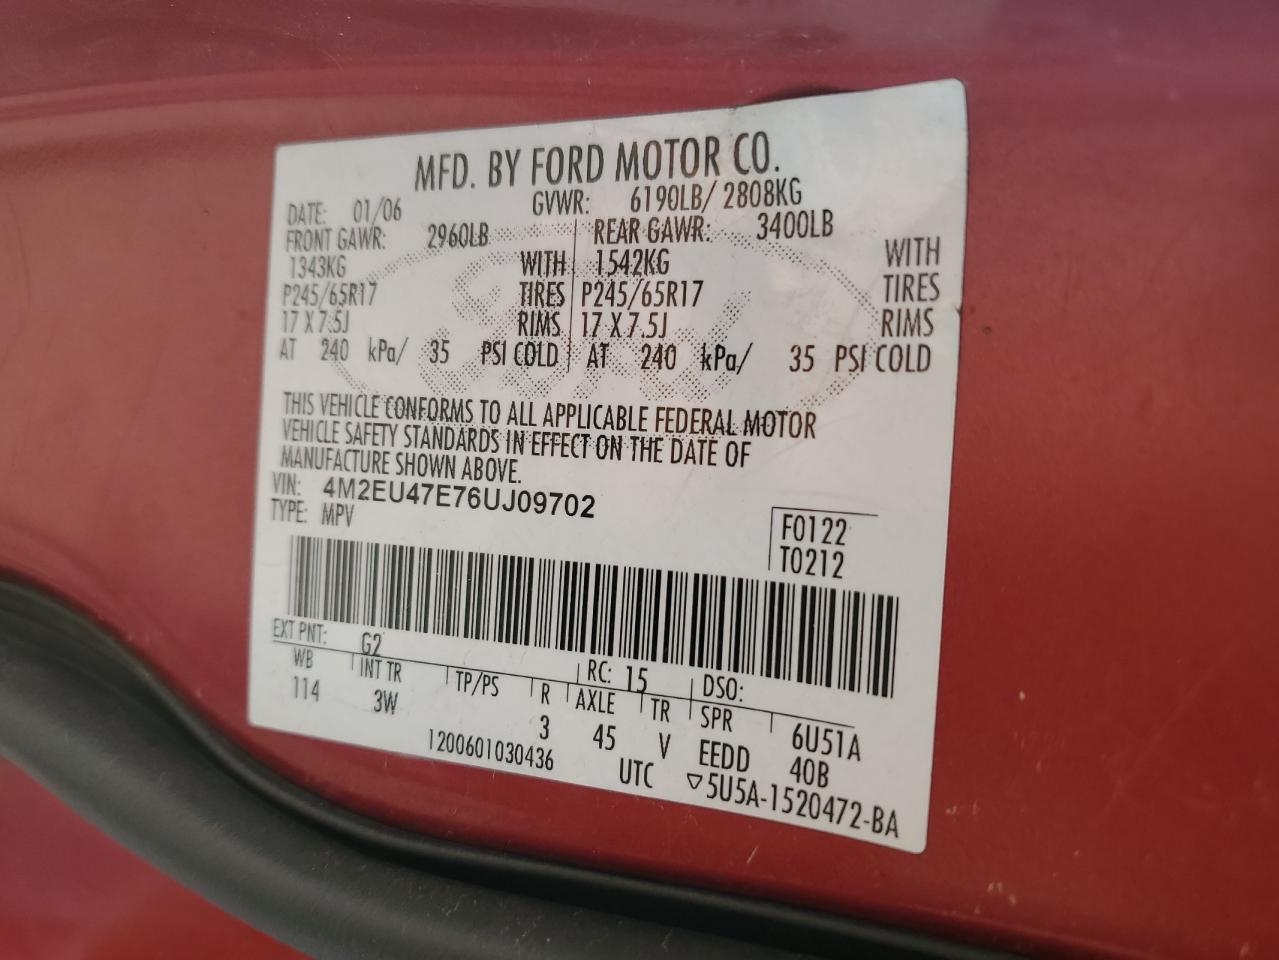 MFD. BY FORD MOTOR CO.
DATE: 01/06 GVWR: 6190LB/ 2808KG
FRONT GAWR: 2960LB REAR GAWR: 3400LB
1343KG WITH 1542KG WITH
P245/65R17 TIRES P245/65R17 TIRES
17 X 7.5J RIMS 17 X 7.5J RIMS
AT 240 kPa/ 35 PSI COLD AT 240 kPa/ 35 PSI COLD
THIS VEHICLE CONFORMS TO ALL APPLICABLE FEDERAL MOTOR
VEHICLE SAFETY STANDARDS IN EFFECT ON THE DATE OF
MANUFACTURE SHOWN ABOVE.
VIN: 4M2EU47E76UJ09702
TYPE: MPV
F0122
T0212
EXT PNT: G2 RC: 15 DSO:
WB INT TR TP/PS R AXLE TR SPR 6U51A
114 3W 3 45 V EEDD 40B
1200601030436 UTC ▽5U5A-1520472-BA